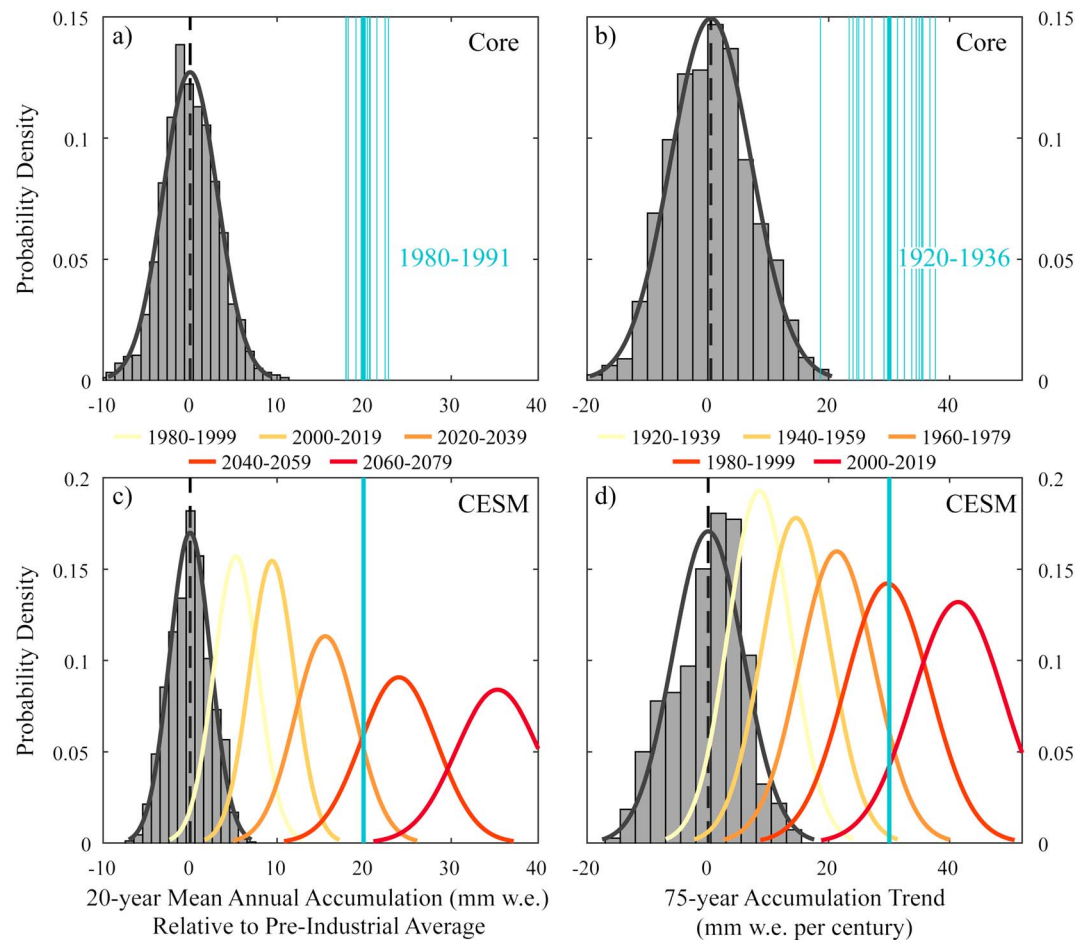 a)
Core
b)
Core
0.15
0.1
0.05
0
Probability Density
1980-1991
-10
0
10
20
30
40
1920-1936
0.15
0.1
0.05
0
-20
0
20
40
1980-1999 2000-2019 2020-2039
2040-2059 2060-2079
1920-1939 1940-1959 1960-1979
1980-1999 2000-2019
c)
CESM
d)
CESM
0.2
0.15
0.1
0.05
0
Probability Density
-10
0
10
20
30
40
0.2
0.15
0.1
0.05
0
-20
0
20
40
20-year Mean Annual Accumulation (mm w.e.)
Relative to Pre-Industrial Average
75-year Accumulation Trend
(mm w.e. per century)